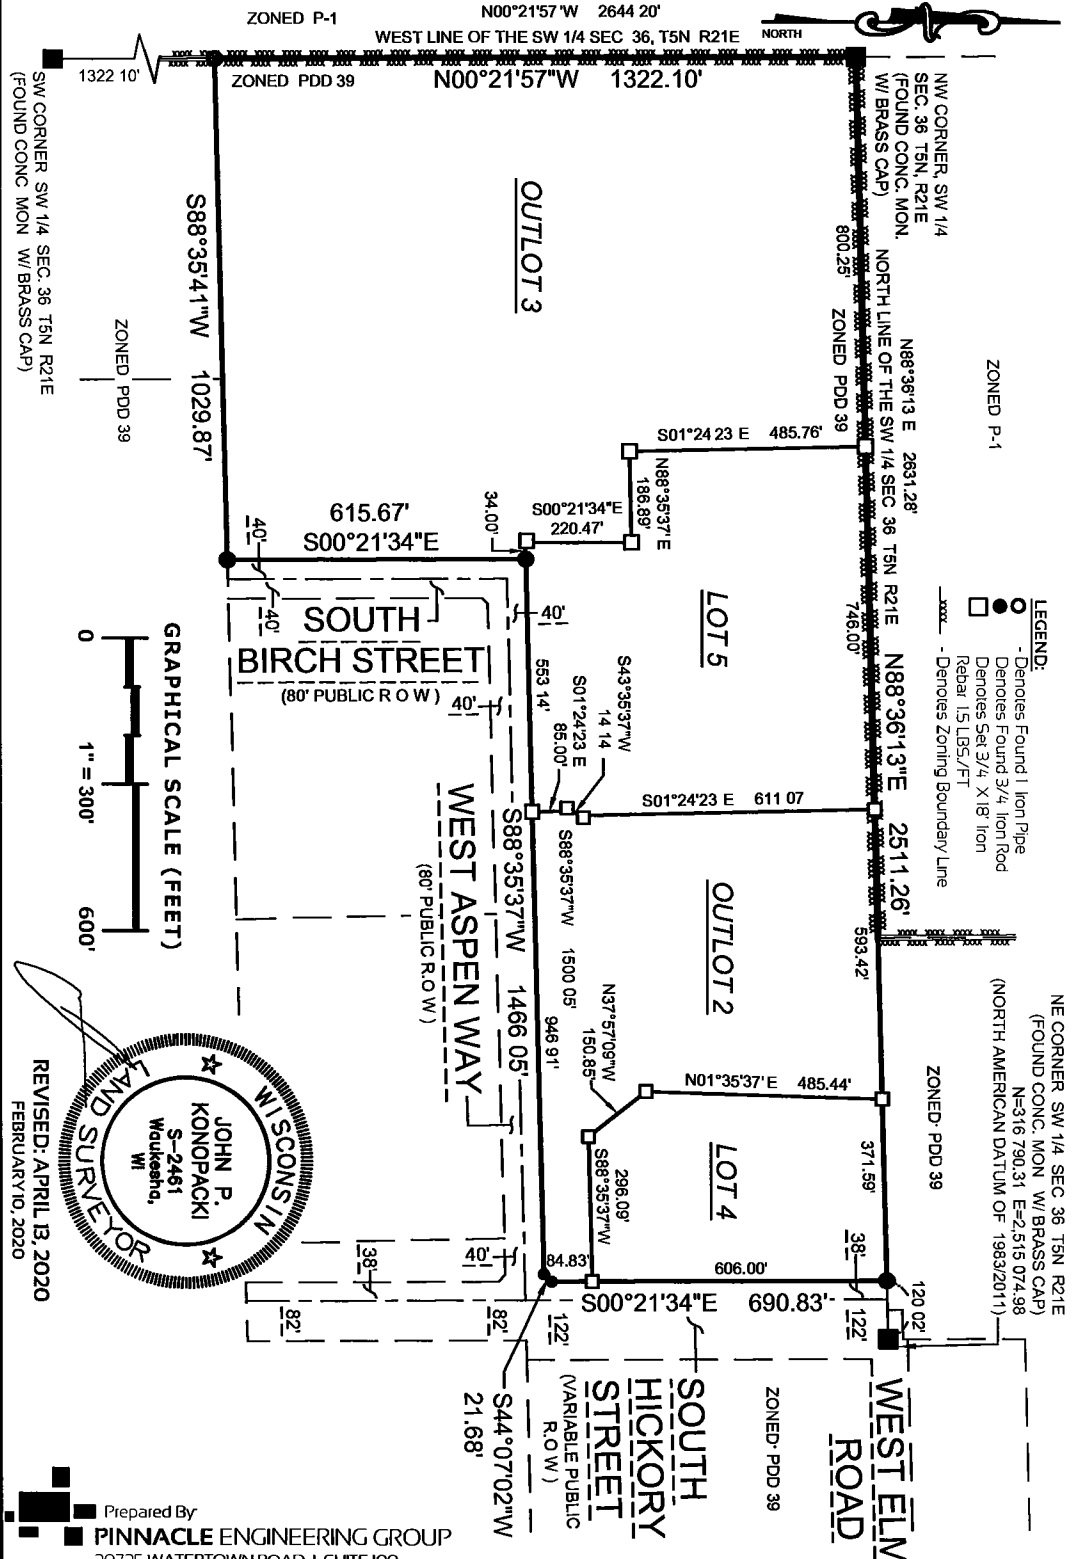 ZONED P-1
N00°21'57"W 2644 20'
WEST LINE OF THE SW 1/4 SEC 36, T5N R21E
NORTH
1322 10'
ZONED PDD 39
N00°21'57"W 1322.10'
NW CORNER, SW 1/4
SEC. 36 T5N, R21E
(FOUND CONC. MON.
W/ BRASS CAP)
SW CORNER SW 1/4 SEC. 36 T5N R21E
(FOUND CONC MON W/ BRASS CAP)
ZONED P-1
N88°36'13 E 2631.28'
NORTH LINE OF THE SW 1/4 SEC 36 T5N R21E
N88°36'13"E 2511.26'
800.25'
ZONED PDD 39
746.00'
593.42'
371.59'
OUTLOT 3
S88°35'41"W 1029.87'
ZONED PDD 39
S01°24 23 E 485.76'
N88°35'37'E
186.89'
S00°21'34"E
220.47'
34.00'
615.67'
S00°21'34"E
40'
40'
SOUTH
BIRCH STREET
(80' PUBLIC R O W )
40'
40'
LOT 5
553 14'
S43°35'37"W
14 14
S01°24'23 E
85.00'
S01°24'23 E 611 07
S88°35'37"W 1500 05'
S88°35'37"W 1466 05'
946 91'
WEST ASPEN WAY
(80' PUBLIC R.O W )
OUTLOT 2
N37°57'09"W
150.85'
N01°35'37' E 485.44'
LOT 4
296.09'
S88°35'37"W
84.83'
606.00'
S00°21'34"E 690.83'
38'
122'
120 02'
40'
38'
82'
82'
122'
S44°07'02"W
21.68'
SOUTH
HICKORY
STREET
(VARIABLE PUBLIC
R.O W )
ZONED· PDD 39
WEST ELM
ROAD
ZONED· PDD 39
NE CORNER SW 1/4 SEC 36 T5N R21E
(FOUND CONC. MON W/ BRASS CAP)
N=316 790.31 E=2,515 074.98
(NORTH AMERICAN DATUM OF 1983/2011)
LEGEND:
- Denotes Found 1 Iron Pipe
Denotes Found 3/4 Iron Rod
Denotes Set 3/4 X 18' Iron
Rebar 1.5 LBS./FT
xxxx - Denotes Zoning Boundary Line
GRAPHICAL SCALE (FEET)
0 1" = 300' 600'
WISCONSIN
JOHN P.
KONOPACKI
S-2461
Waukesha,
WI
LAND SURVEYOR
REVISED: APRIL 13, 2020
FEBRUARY 10, 2020
Prepared By
PINNACLE ENGINEERING GROUP